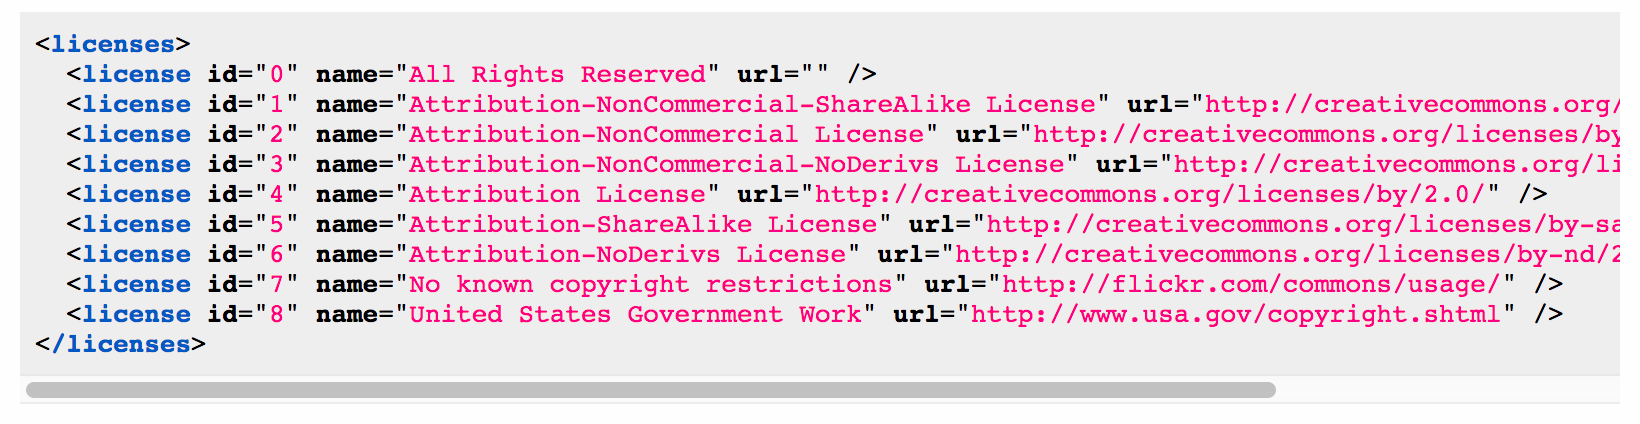 <licenses>
  <license id="0" name="All Rights Reserved" url="" />
  <license id="1" name="Attribution-NonCommercial-ShareAlike License" url="http://creativecommons.org/
  <license id="2" name="Attribution-NonCommercial License" url="http://creativecommons.org/licenses/by
  <license id="3" name="Attribution-NonCommercial-NoDerivs License" url="http://creativecommons.org/li
  <license id="4" name="Attribution License" url="http://creativecommons.org/licenses/by/2.0/" />
  <license id="5" name="Attribution-ShareAlike License" url="http://creativecommons.org/licenses/by-sa
  <license id="6" name="Attribution-NoDerivs License" url="http://creativecommons.org/licenses/by-nd/2
  <license id="7" name="No known copyright restrictions" url="http://flickr.com/commons/usage/" />
  <license id="8" name="United States Government Work" url="http://www.usa.gov/copyright.shtml" />
</licenses>